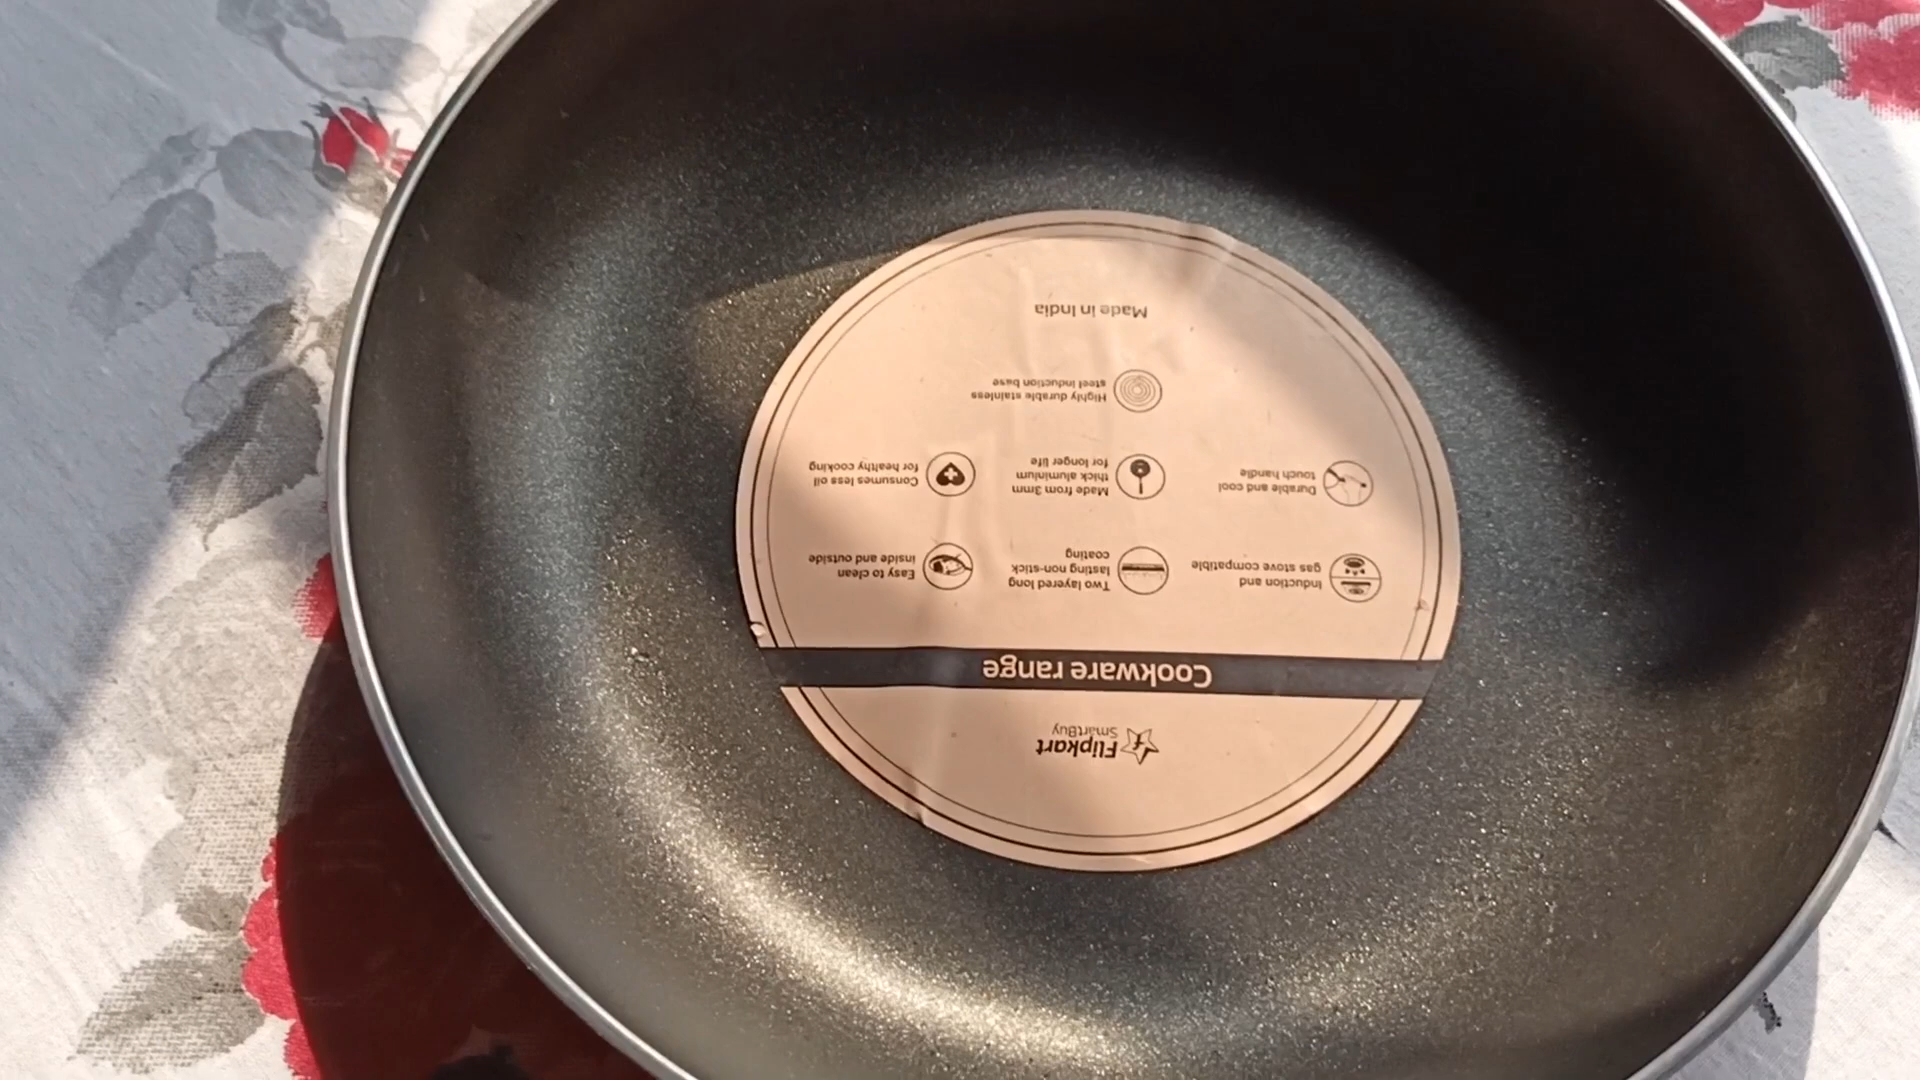 Flipkart
SmartBuy
Cookware range
Induction and
gas stove compatible
Two layered long
lasting non-stick
coating
Easy to clean
inside and outside
Durable and cool
touch handle
Made from 3mm
thick aluminium
for longer life
Consumes less oil
for healthy cooking
Highly durable stainless
steel induction base
Made in India